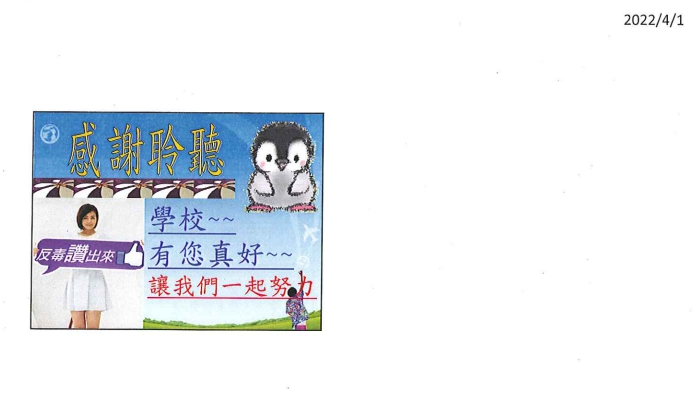 2022/4/1
感謝聆聽
學校~~
有您真好~~
反毒讚出來
讓我們一起努力